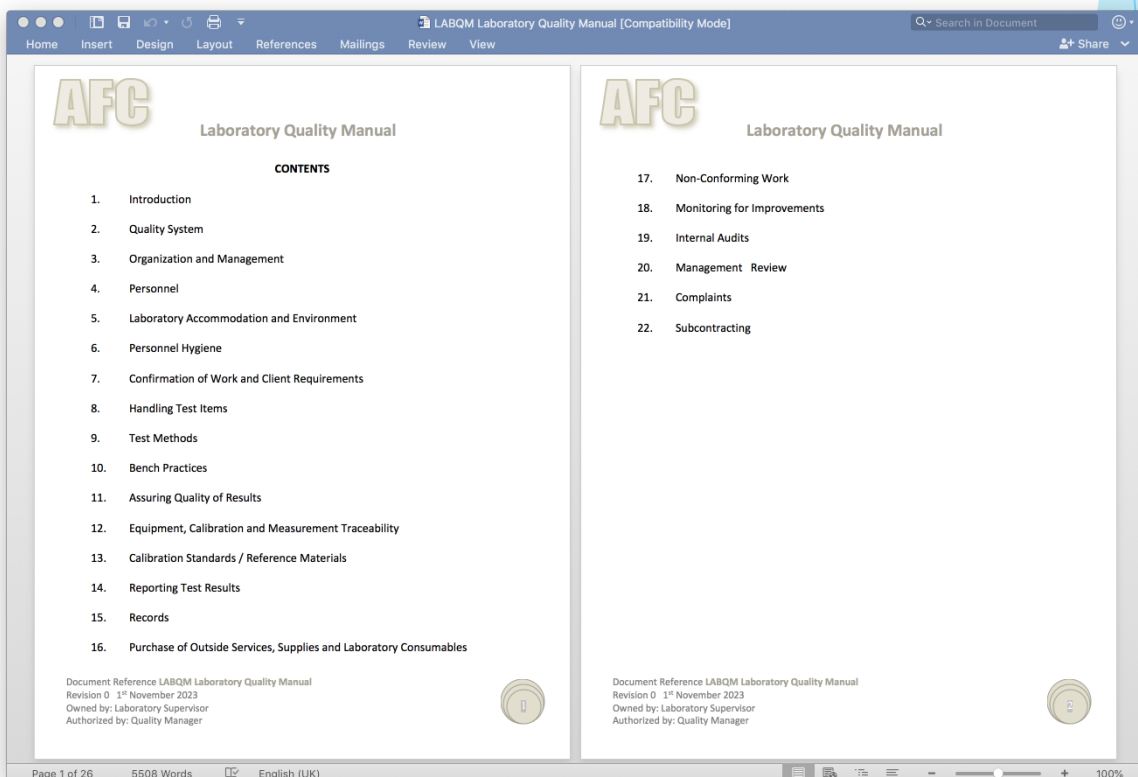 LABQM Laboratory Quality Manual [Compatibility Mode]
Search in Document
Home Insert Design Layout References Mailings Review View
Share
AFC
Laboratory Quality Manual
CONTENTS
1. Introduction
2. Quality System
3. Organization and Management
4. Personnel
5. Laboratory Accommodation and Environment
6. Personnel Hygiene
7. Confirmation of Work and Client Requirements
8. Handling Test Items
9. Test Methods
10. Bench Practices
11. Assuring Quality of Results
12. Equipment, Calibration and Measurement Traceability
13. Calibration Standards / Reference Materials
14. Reporting Test Results
15. Records
16. Purchase of Outside Services, Supplies and Laboratory Consumables
Document Reference LABQM Laboratory Quality Manual
Revision 0 1st November 2023
Owned by: Laboratory Supervisor
Authorized by: Quality Manager
1
AFC
Laboratory Quality Manual
17. Non-Conforming Work
18. Monitoring for Improvements
19. Internal Audits
20. Management Review
21. Complaints
22. Subcontracting
Document Reference LABQM Laboratory Quality Manual
Revision 0 1st November 2023
Owned by: Laboratory Supervisor
Authorized by: Quality Manager
2
Page 1 of 26 5508 Words English (UK) 100%